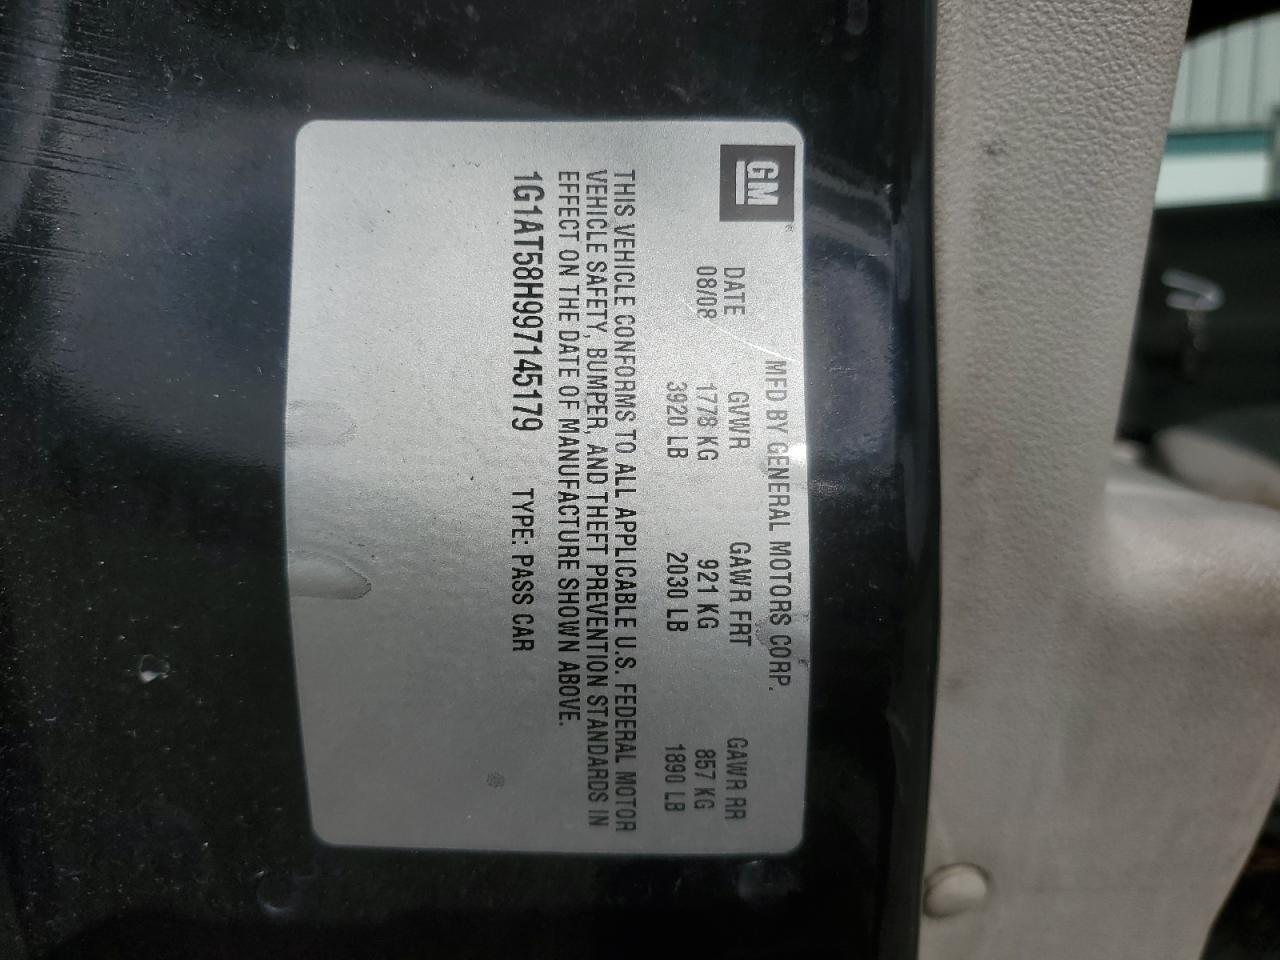 GM
MFD BY GENERAL MOTORS CORP.
DATE GVWR GAWR FRT GAWR RR
08/08 1778 KG 921 KG 857 KG
3920 LB 2030 LB 1890 LB
THIS VEHICLE CONFORMS TO ALL APPLICABLE U.S. FEDERAL MOTOR
VEHICLE SAFETY, BUMPER, AND THEFT PREVENTION STANDARDS IN
EFFECT ON THE DATE OF MANUFACTURE SHOWN ABOVE.
1G1AT58H997145179 TYPE: PASS CAR